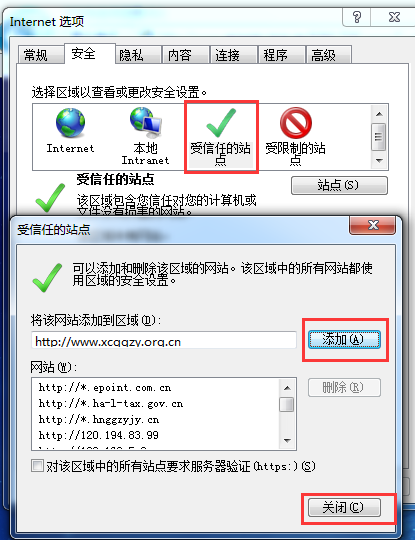 Internet 选项
常规 安全 隐私 内容 连接 程序 高级
选择区域以查看或更改安全设置。
Internet
本地
Intranet
受信任的站
点
受限制的站
点
受信任的站点
站点(S)
该区域包含您信任对您的计算机或
文件没有损害的网站。
受信任的站点
可以添加和删除该区域的网站。该区域中的所有网站都使
用区域的安全设置。
将该网站添加到区域(D):
http://www.xcggzy.org.cn
添加(A)
网站(W):
http://*.epoint.com.cn
http://*.ha-l-tax.gov.cn
http://*.hnggzyjy.cn
http://120.194.83.99
删除(R)
对该区域中的所有站点要求服务器验证(https:)(S)
关闭(C)